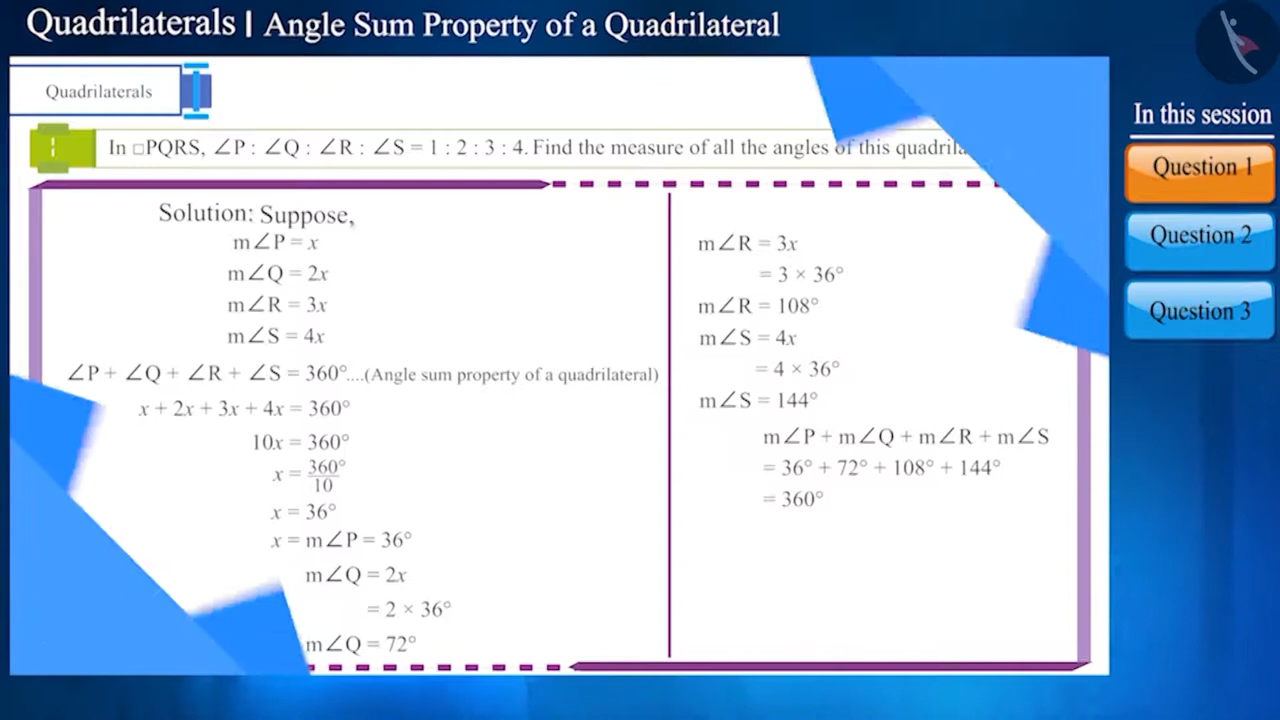 Quadrilaterals | Angle Sum Property of a Quadrilateral
Quadrilaterals
In □PQRS, ∠P : ∠Q : ∠R : ∠S = 1 : 2 : 3 : 4. Find the measure of all the angles of this
Solution: Suppose,
m∠P = x
m∠Q = 2x
m∠R = 3x
m∠S = 4x
∠P + ∠Q + ∠R + ∠S = 360°....(Angle sum property of a quadrilateral)
x + 2x + 3x + 4x = 360°
10x = 360°
x = 360°/10
x = 36°
x = m∠P = 36°
m∠Q = 2x
= 2 × 36°
m∠Q = 72°
m∠R = 3x
= 3 × 36°
m∠R = 108°
m∠S = 4x
= 4 × 36°
m∠S = 144°
m∠P + m∠Q + m∠R + m∠S
= 36° + 72° + 108° + 144°
= 360°
In this session
Question 1
Question 2
Question 3